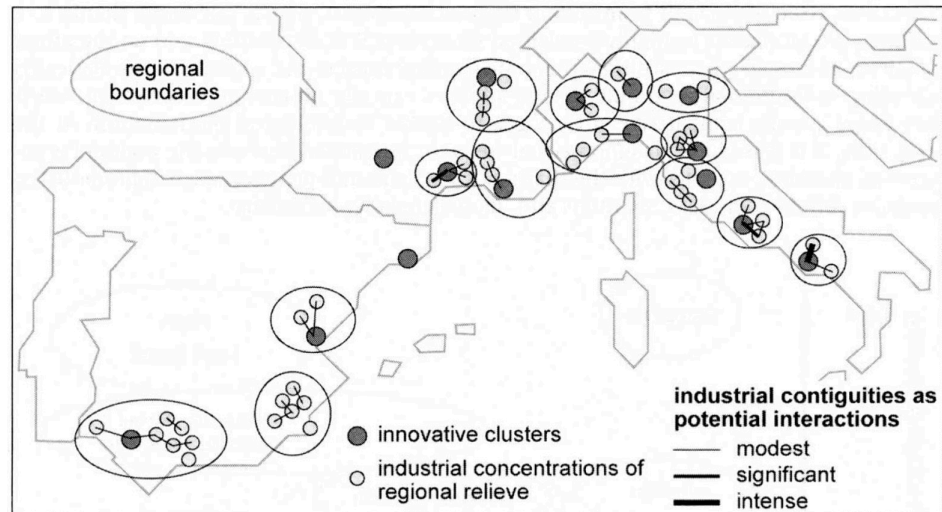 regional
boundaries
innovative clusters
industrial concentrations of
regional relieve
industrial contiguities as
potential interactions
modest
significant
intense